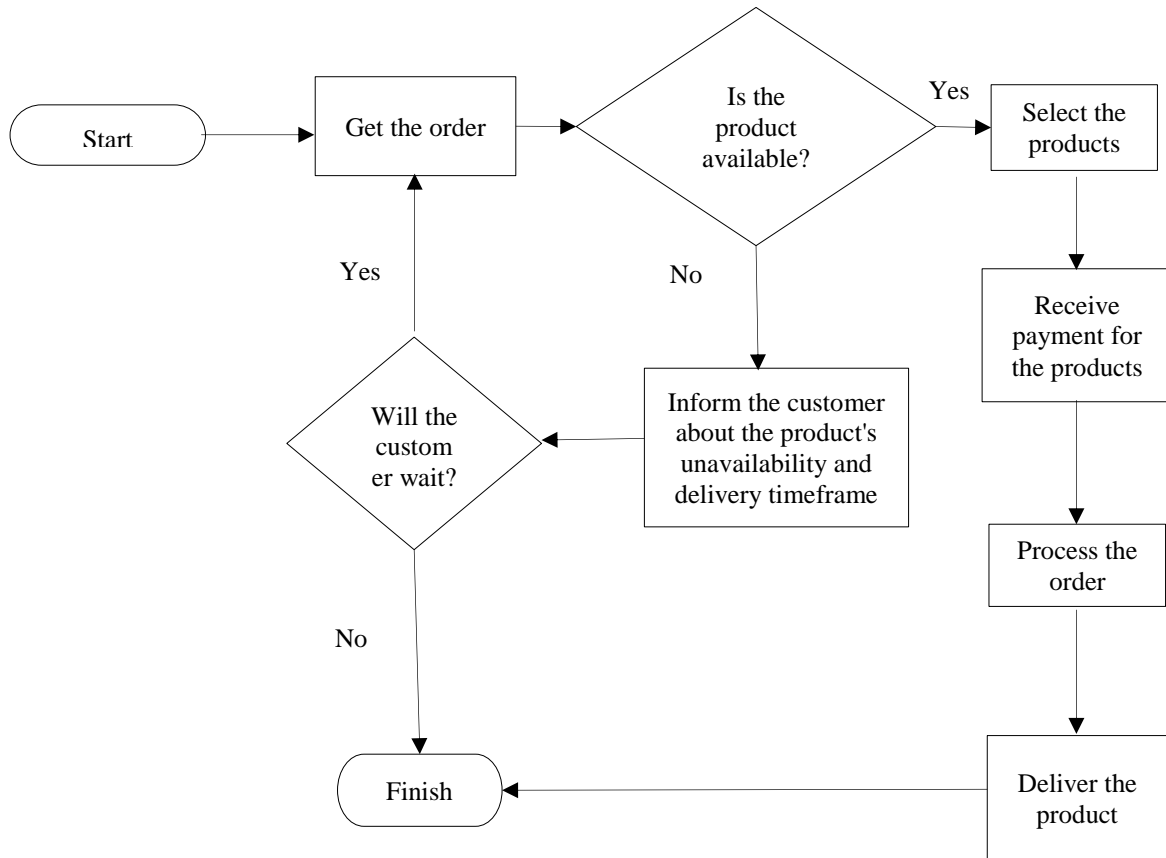 Start
Get the order
Is the
product
available?
Yes
Select the
products
Yes
No
Receive
payment for
the products
Will the
custom
er wait?
Inform the customer
about the product's
unavailability and
delivery timeframe
Process the
order
No
Finish
Deliver the
product